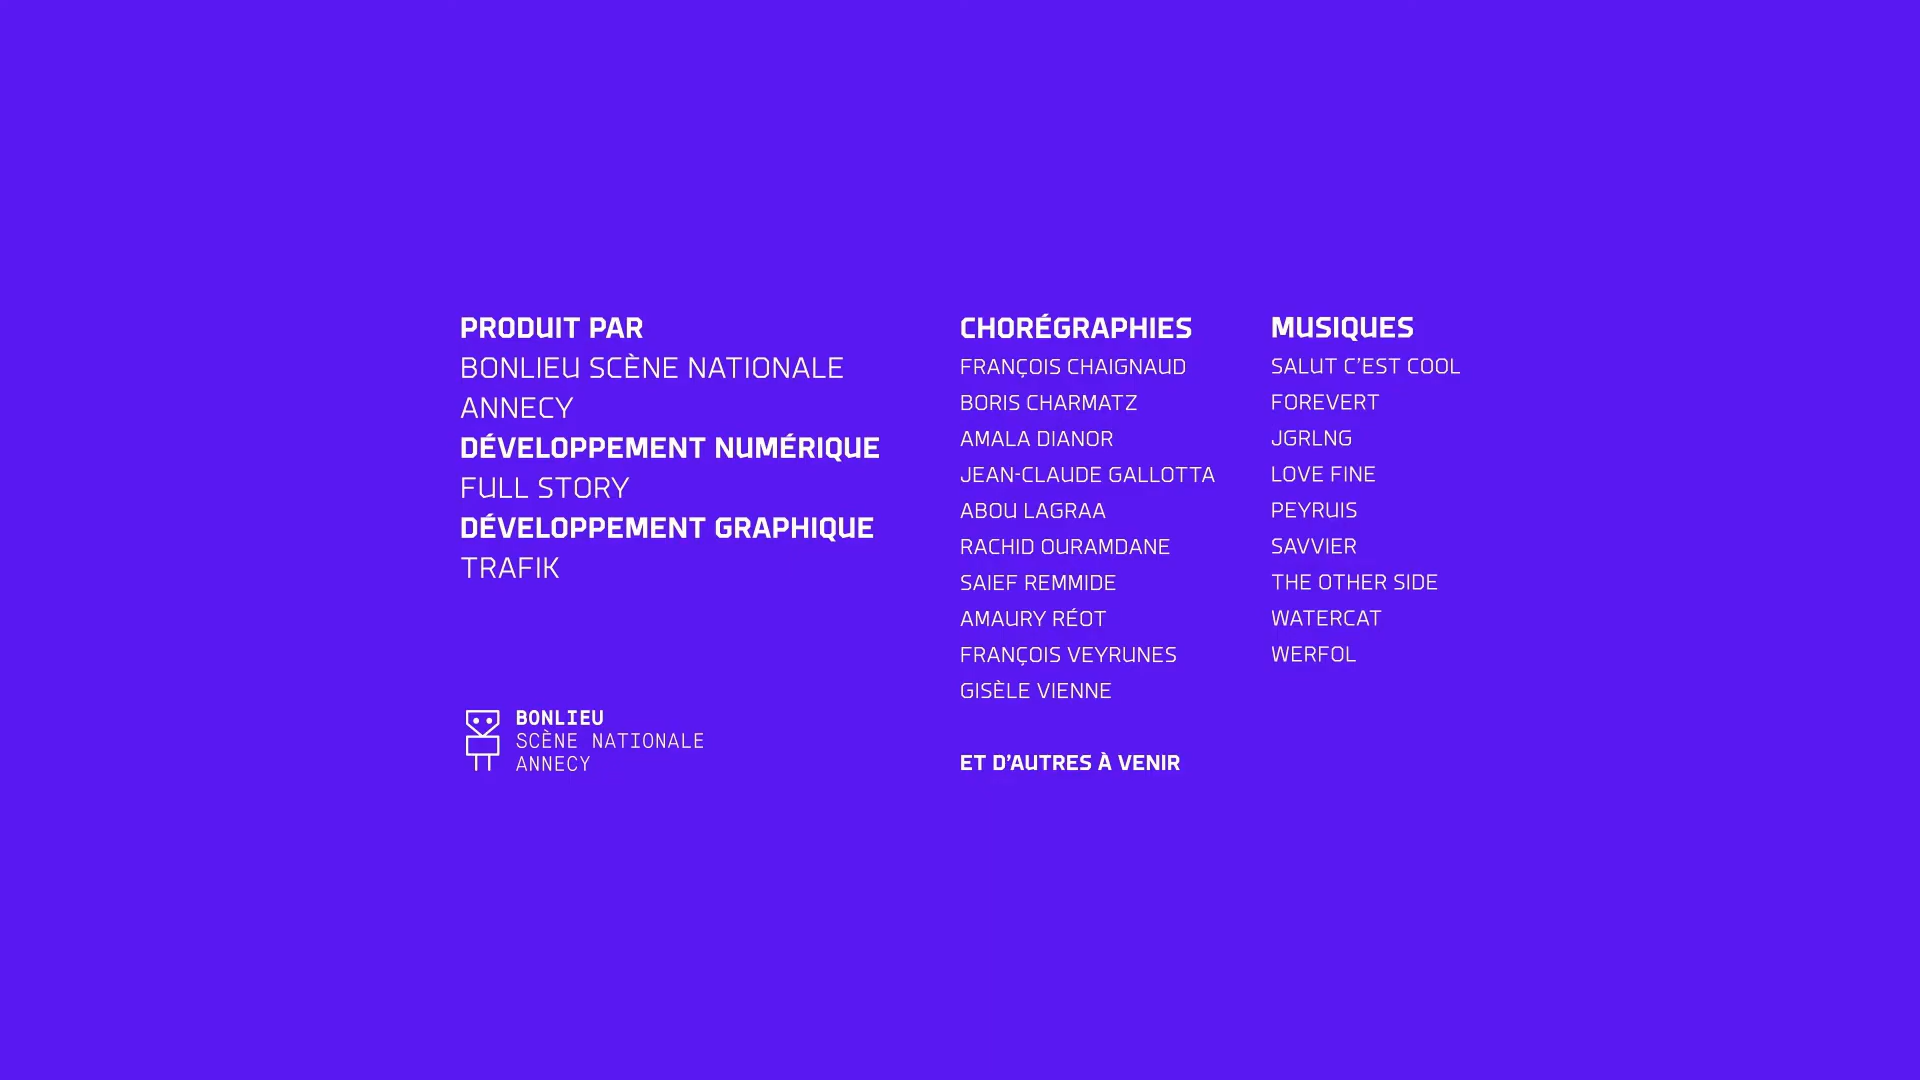 PRODUIT PAR
BONLIEU SCÈNE NATIONALE
ANNECY
DÉVELOPPEMENT NUMÉRIQUE
FULL STORY
DÉVELOPPEMENT GRAPHIQUE
TRAFIK
BONLIEU
SCÈNE NATIONALE
ANNECY
CHORÉGRAPHIES
FRANÇOIS CHAIGNAUD
BORIS CHARMATZ
AMALA DIANOR
JEAN-CLAUDE GALLOTTA
ABOU LAGRAA
RACHID OURAMDANE
SAIEF REMMIDE
AMAURY RÉOT
FRANÇOIS VEYRUNES
GISÈLE VIENNE
ET D’AUTRES À VENIR
MUSIQUES
SALUT C’EST COOL
FOREVERT
JGRLNG
LOVE FINE
PEYRUIS
SAVVIER
THE OTHER SIDE
WATERCAT
WERFOL